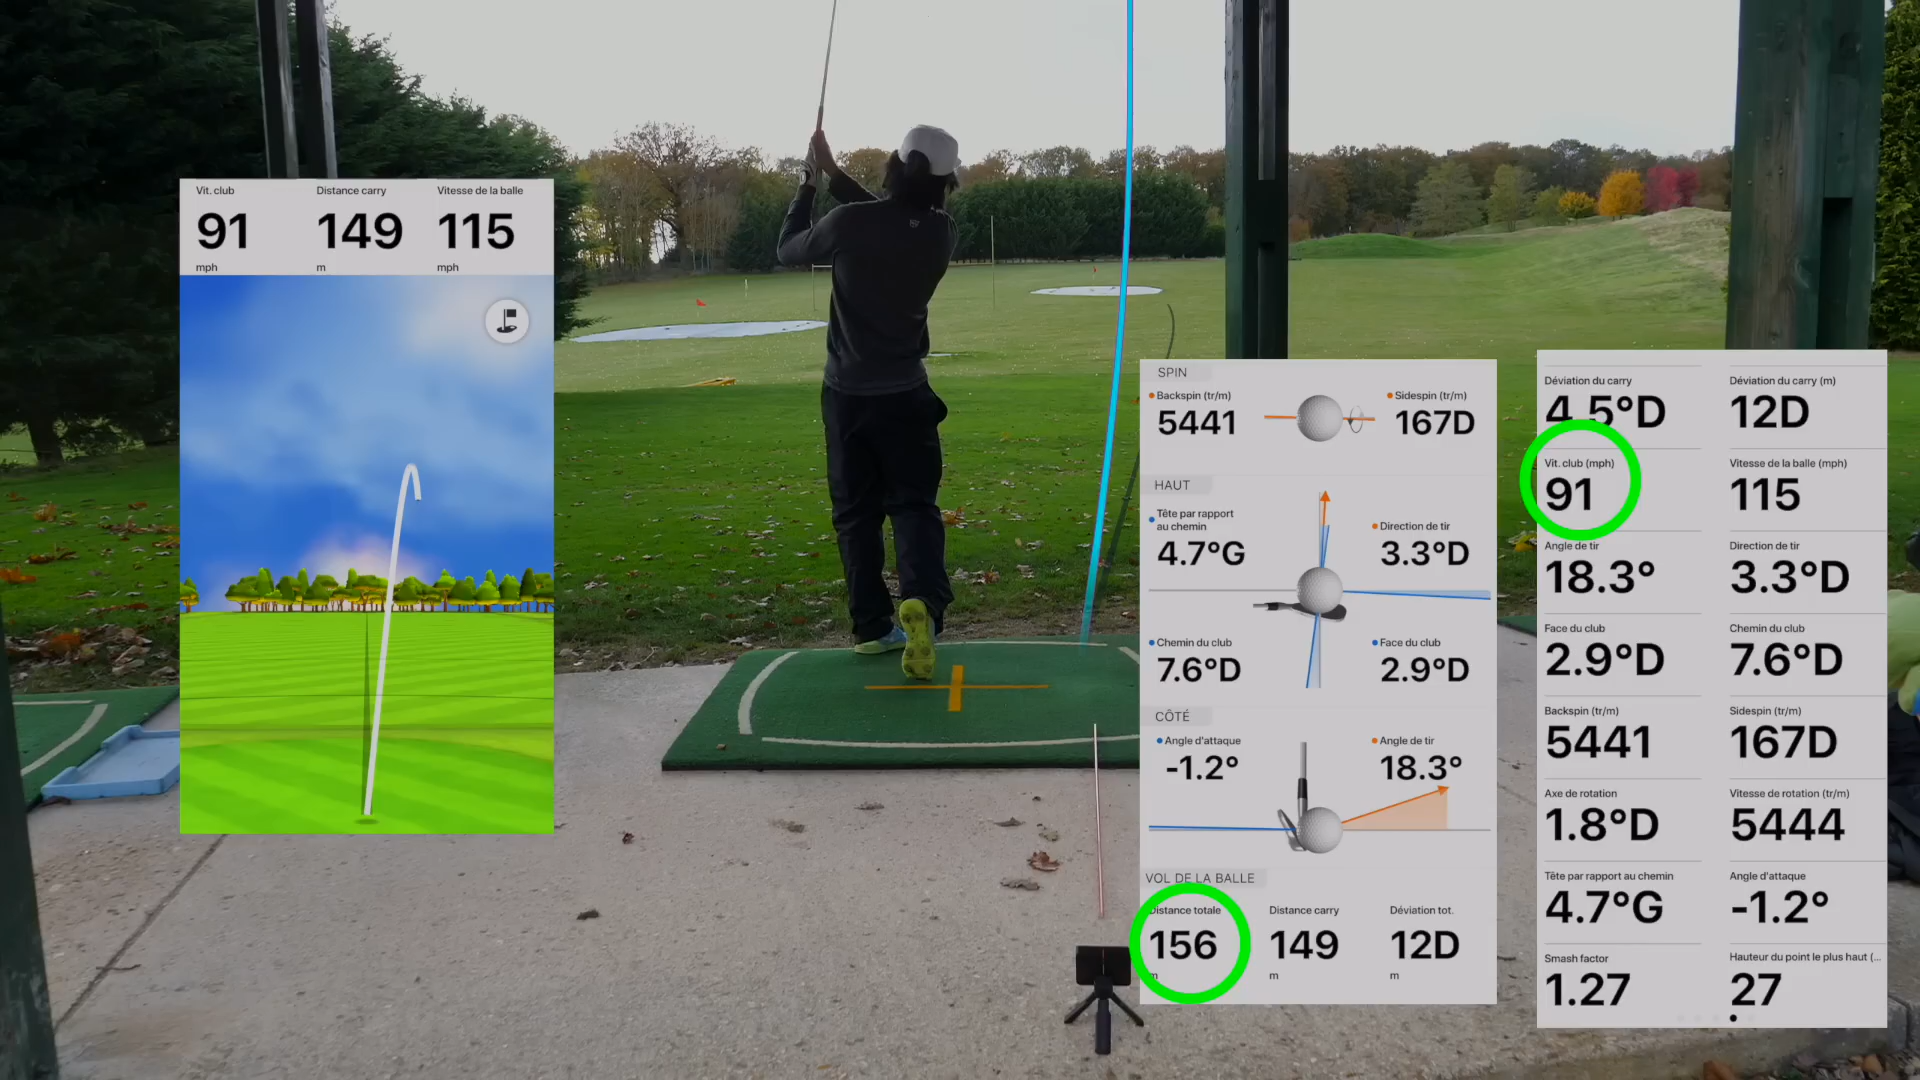 Vit. club Distance carry Vitesse de la balle
91 149 115
mph m mph
SPIN
Backspin (tr/m) Sidespin (tr/m)
5441 167D
HAUT
Tête par rapport
au chemin Direction de tir
4.7°G 3.3°D
Chemin du club Face du club
7.6°D 2.9°D
CÔTÉ
Angle d'attaque Angle de tir
-1.2° 18.3°
VOL DE LA BALLE
Distance totale Distance carry Déviation tot.
156 149 12D
m m m
Déviation du carry Déviation du carry (m)
4.5°D 12D
Vit. club (mph) Vitesse de la balle (mph)
91 115
Angle de tir Direction de tir
18.3° 3.3°D
Face du club Chemin du club
2.9°D 7.6°D
Backspin (tr/m) Sidespin (tr/m)
5441 167D
Axe de rotation Vitesse de rotation (tr/m)
1.8°D 5444
Tête par rapport au chemin Angle d'attaque
4.7°G -1.2°
Smash factor Hauteur du point le plus haut (...
1.27 27